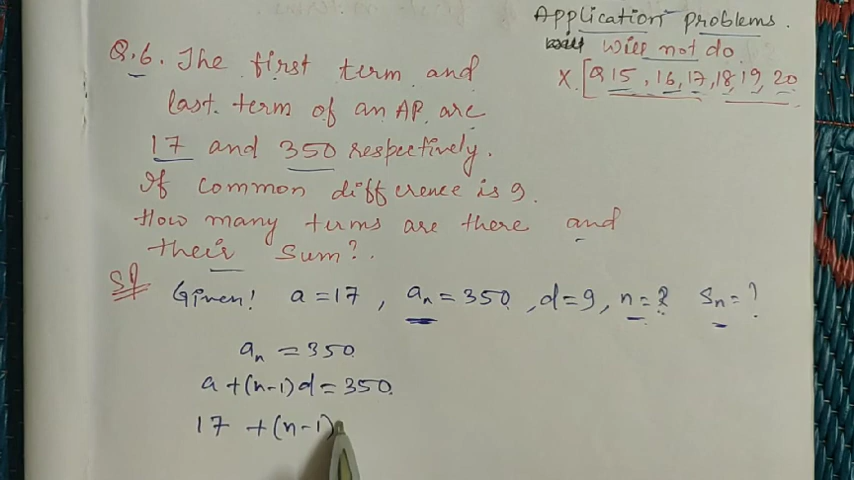 Application problems.
will not do
X. [Q 15, 16, 17, 18, 19, 20
Q.6. The first term and
last term of an AP are
17 and 350 respectively.
If common difference is 9.
How many terms are there and
their sum?
Sol
Given! a = 17, aₙ = 350, d = 9, n = ? Sₙ = ?
aₙ = 350
a + (n-1) d = 350
17 + (n-1)